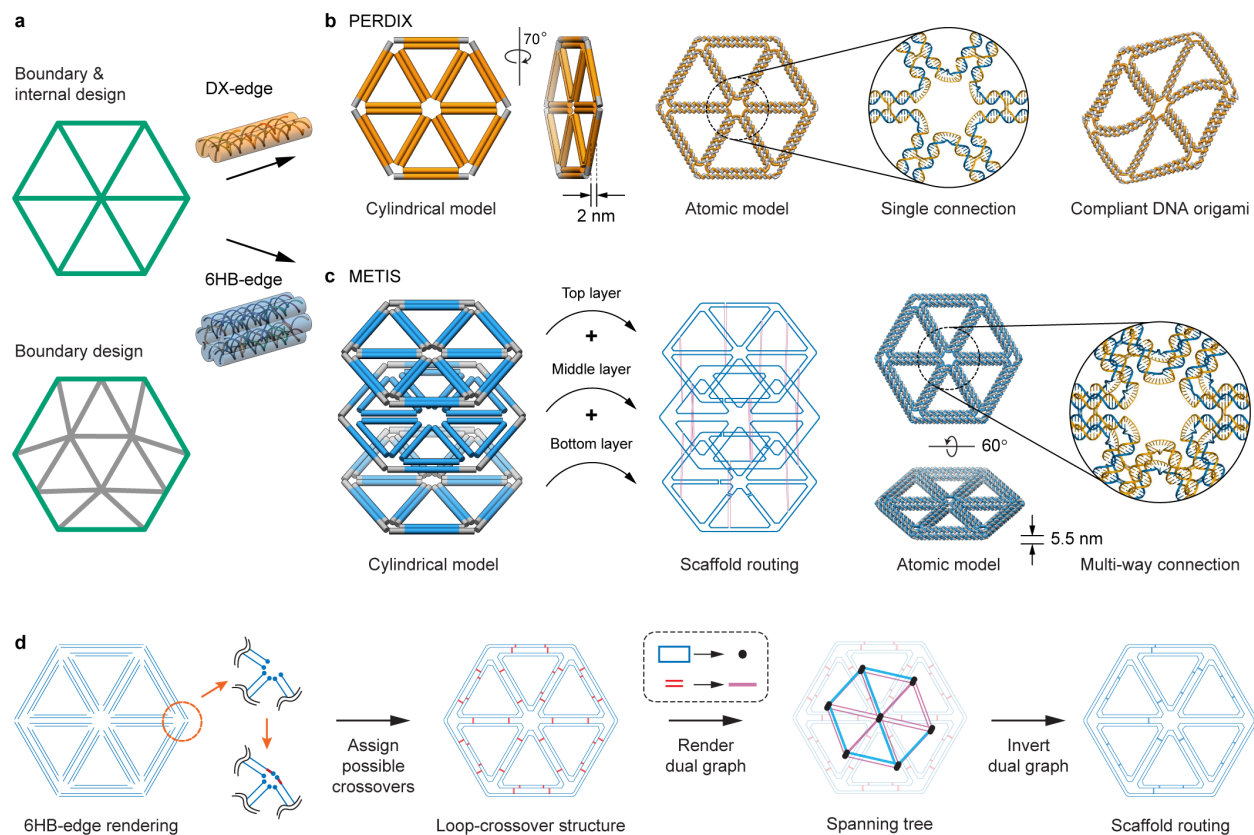 a
Boundary &
internal design
DX-edge
6HB-edge
Boundary design
b PERDIX
70°
2 nm
Cylindrical model
Atomic model
Single connection
Compliant DNA origami
c METIS
Top layer
+
Middle layer
+
Bottom layer
60°
5.5 nm
Cylindrical model
Scaffold routing
Atomic model
Multi-way connection
d
Assign
possible
crossovers
Render
dual graph
Invert
dual graph
6HB-edge rendering
Loop-crossover structure
Spanning tree
Scaffold routing